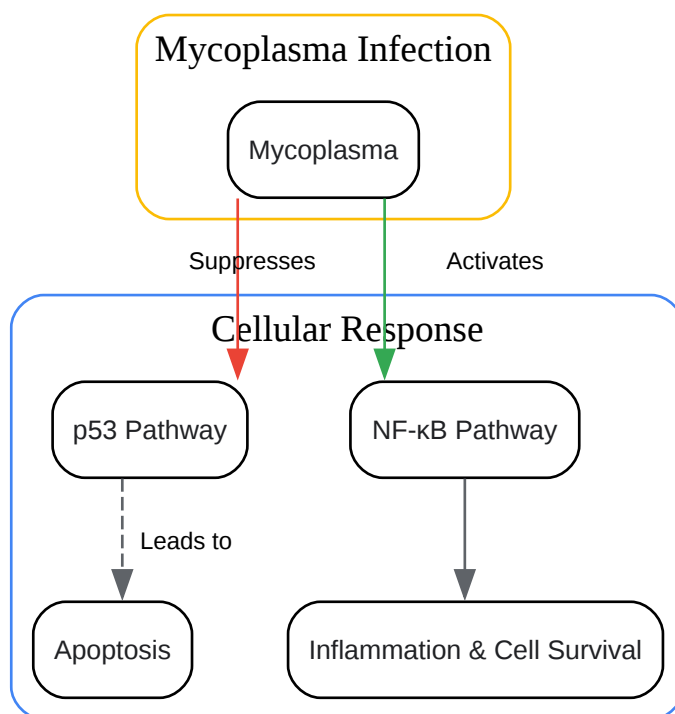 Mycoplasma Infection
Mycoplasma
Suppresses
Activates
Cellular Response
p53 Pathway
NF-κB Pathway
Leads to
Apoptosis
Inflammation & Cell Survival